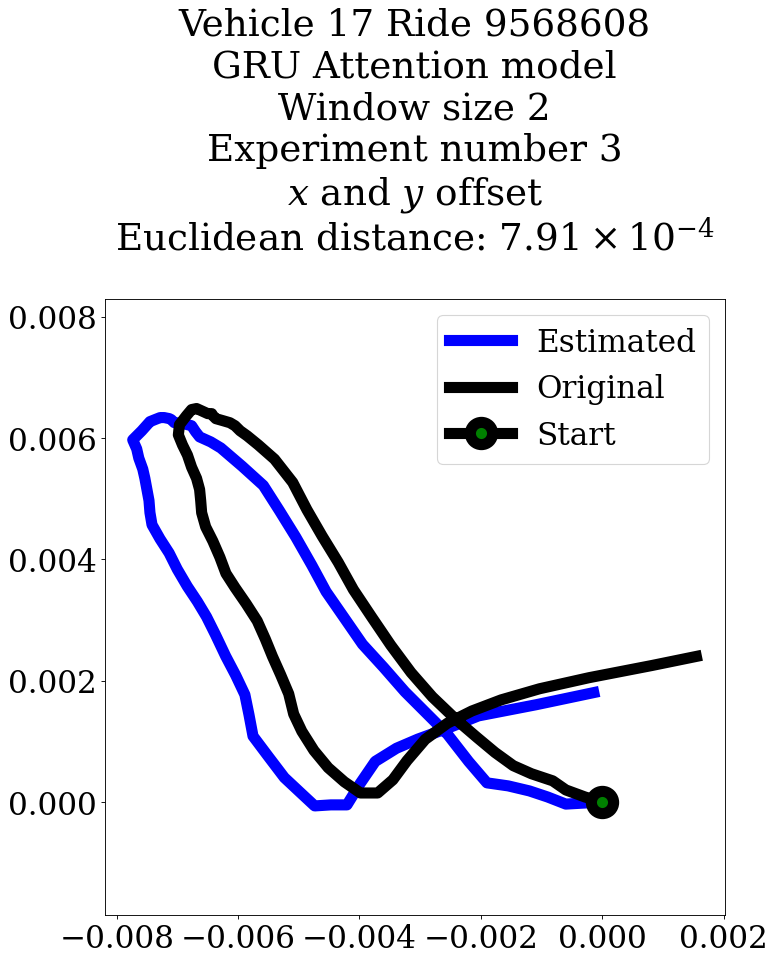 Vehicle 17 Ride 9568608
GRU Attention model
Window size 2
Experiment number 3
x and y offset
Euclidean distance: 7.91 × 10⁻⁴
Estimated
Original
Start
0.008
0.006
0.004
0.002
0.000
−0.008 −0.006 −0.004 −0.002 0.000 0.002